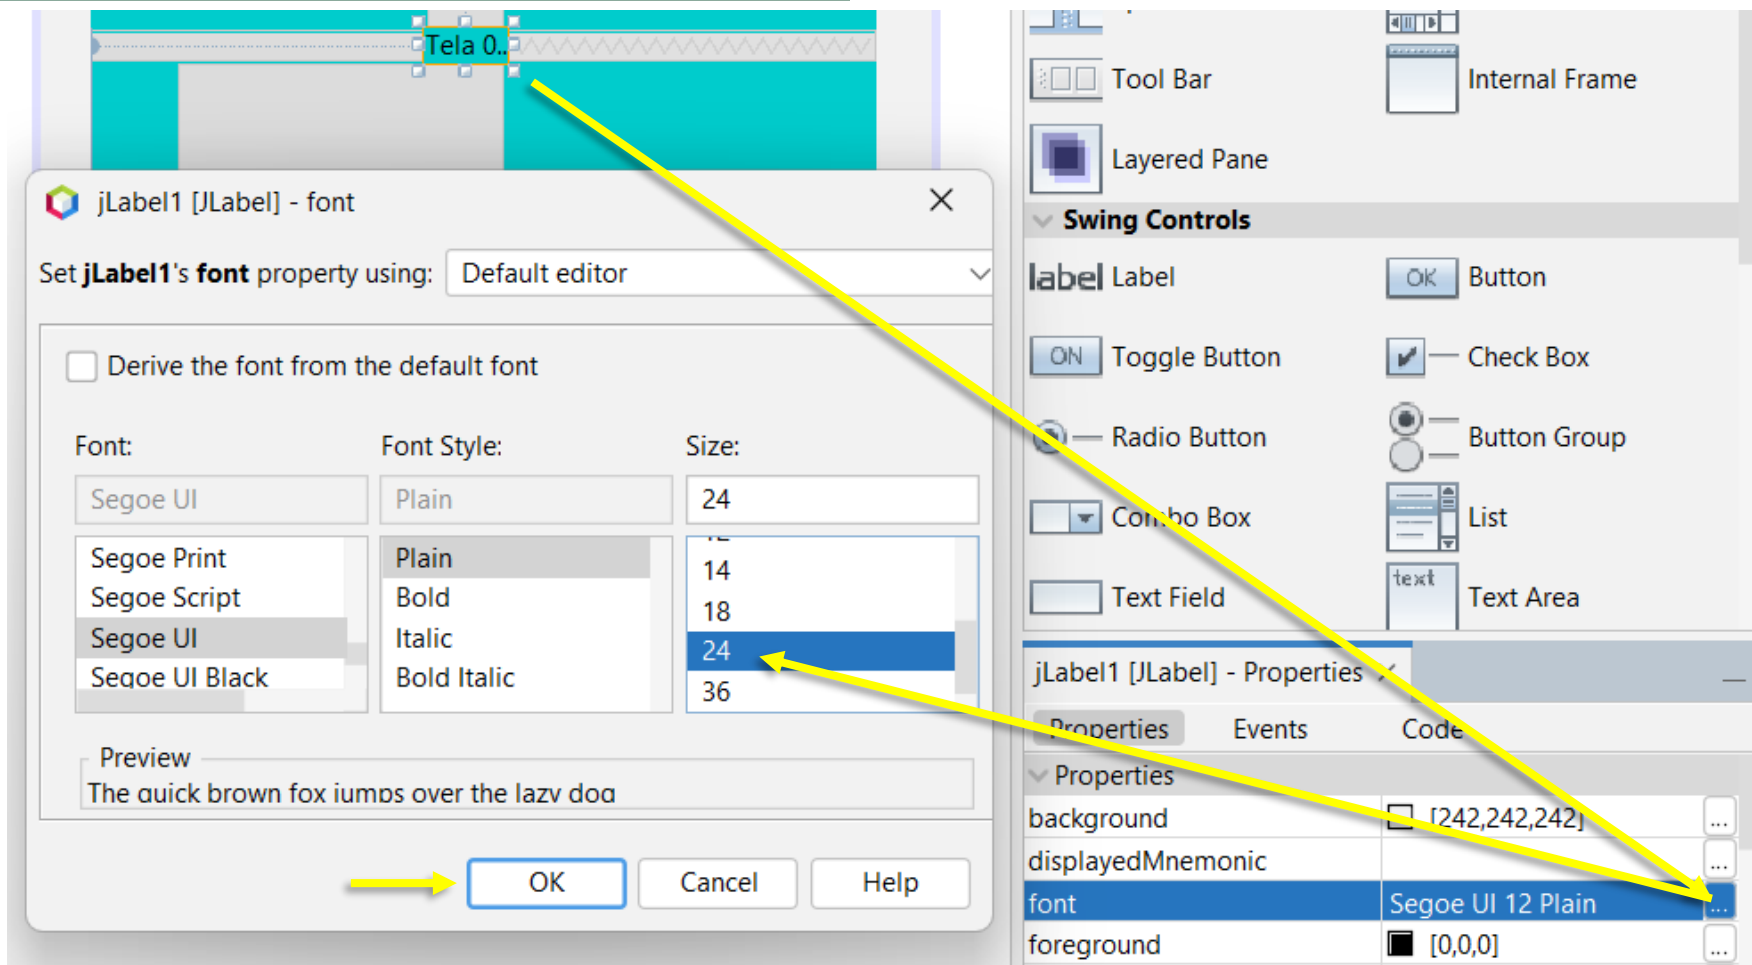 Tela 0..
Tool Bar
Internal Frame
Layered Pane
Swing Controls
label Label
OK Button
ON Toggle Button
Check Box
Radio Button
Button Group
Combo Box
List
Text Field
text Text Area
jLabel1 [JLabel] - font
Set jLabel1's font property using: Default editor
Derive the font from the default font
Font: Font Style: Size:
Segoe UI Plain 24
Segoe Print
Segoe Script
Segoe UI
Segoe UI Black
Plain
Bold
Italic
Bold Italic
14
18
24
36
Preview
The quick brown fox jumps over the lazy dog
OK Cancel Help
jLabel1 [JLabel] - Properties
Properties Events Code
Properties
background [242,242,242] ...
displayedMnemonic ...
font Segoe UI 12 Plain ...
foreground [0,0,0] ...